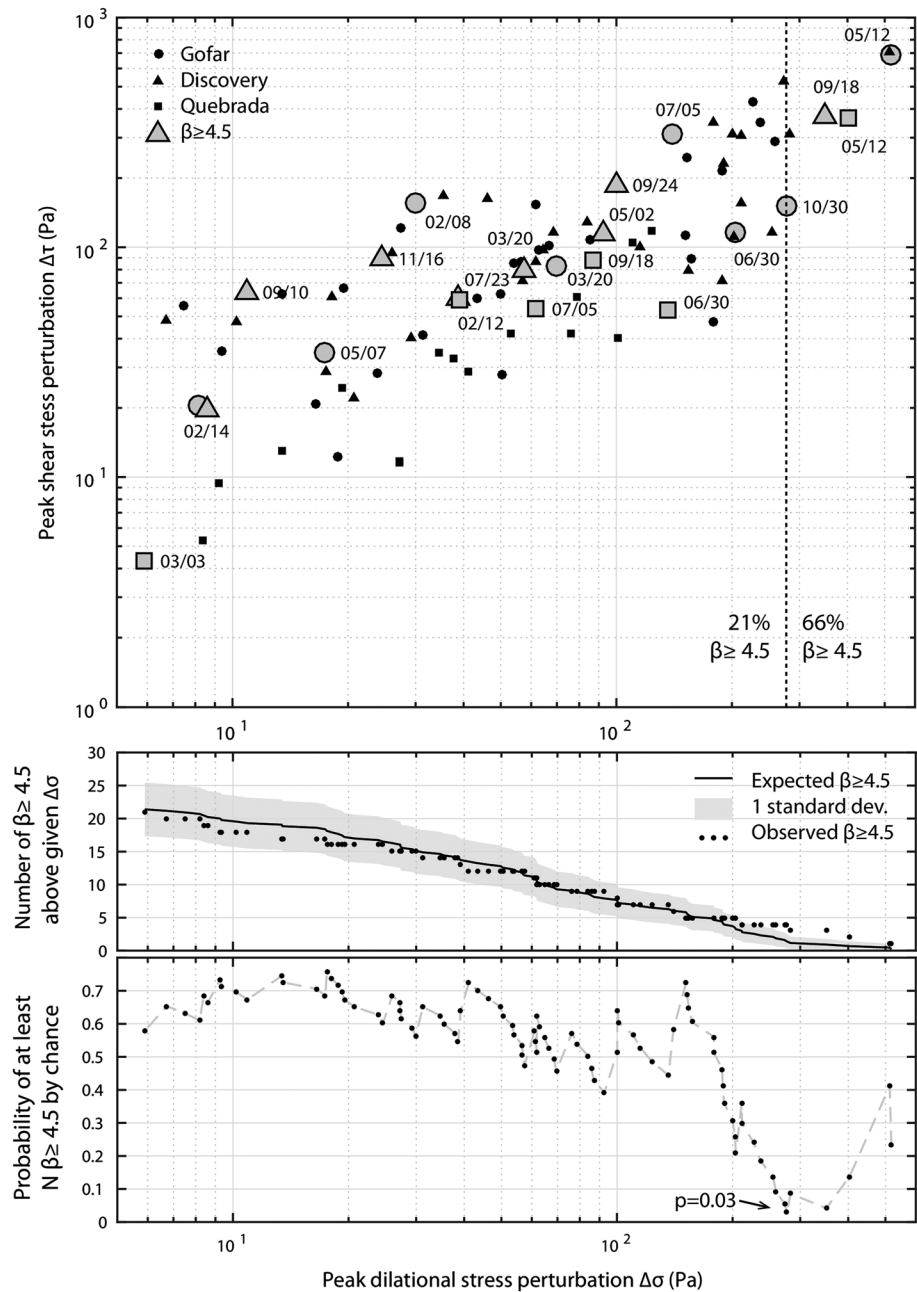 10³
Gofar
Discovery
Quebrada
β≥4.5
05/12
09/18
05/12
07/05
09/24
02/08
05/02
10/30
03/20
11/16
09/18
06/30
09/10
07/23
03/20
02/12
07/05
06/30
05/07
02/14
03/03
10²
10¹
10⁰
Peak shear stess perturbation Δτ (Pa)
21%
β≥ 4.5
66%
β≥ 4.5
10¹
10²
30
25
20
15
10
5
0
Number of β≥ 4.5
above given Δσ
Expected β≥4.5
1 standard dev.
Observed β≥4.5
0.7
0.6
0.5
0.4
0.3
0.2
0.1
0
Probability of at least
N β≥ 4.5 by chance
p=0.03
10¹
10²
Peak dilational stress perturbation Δσ (Pa)